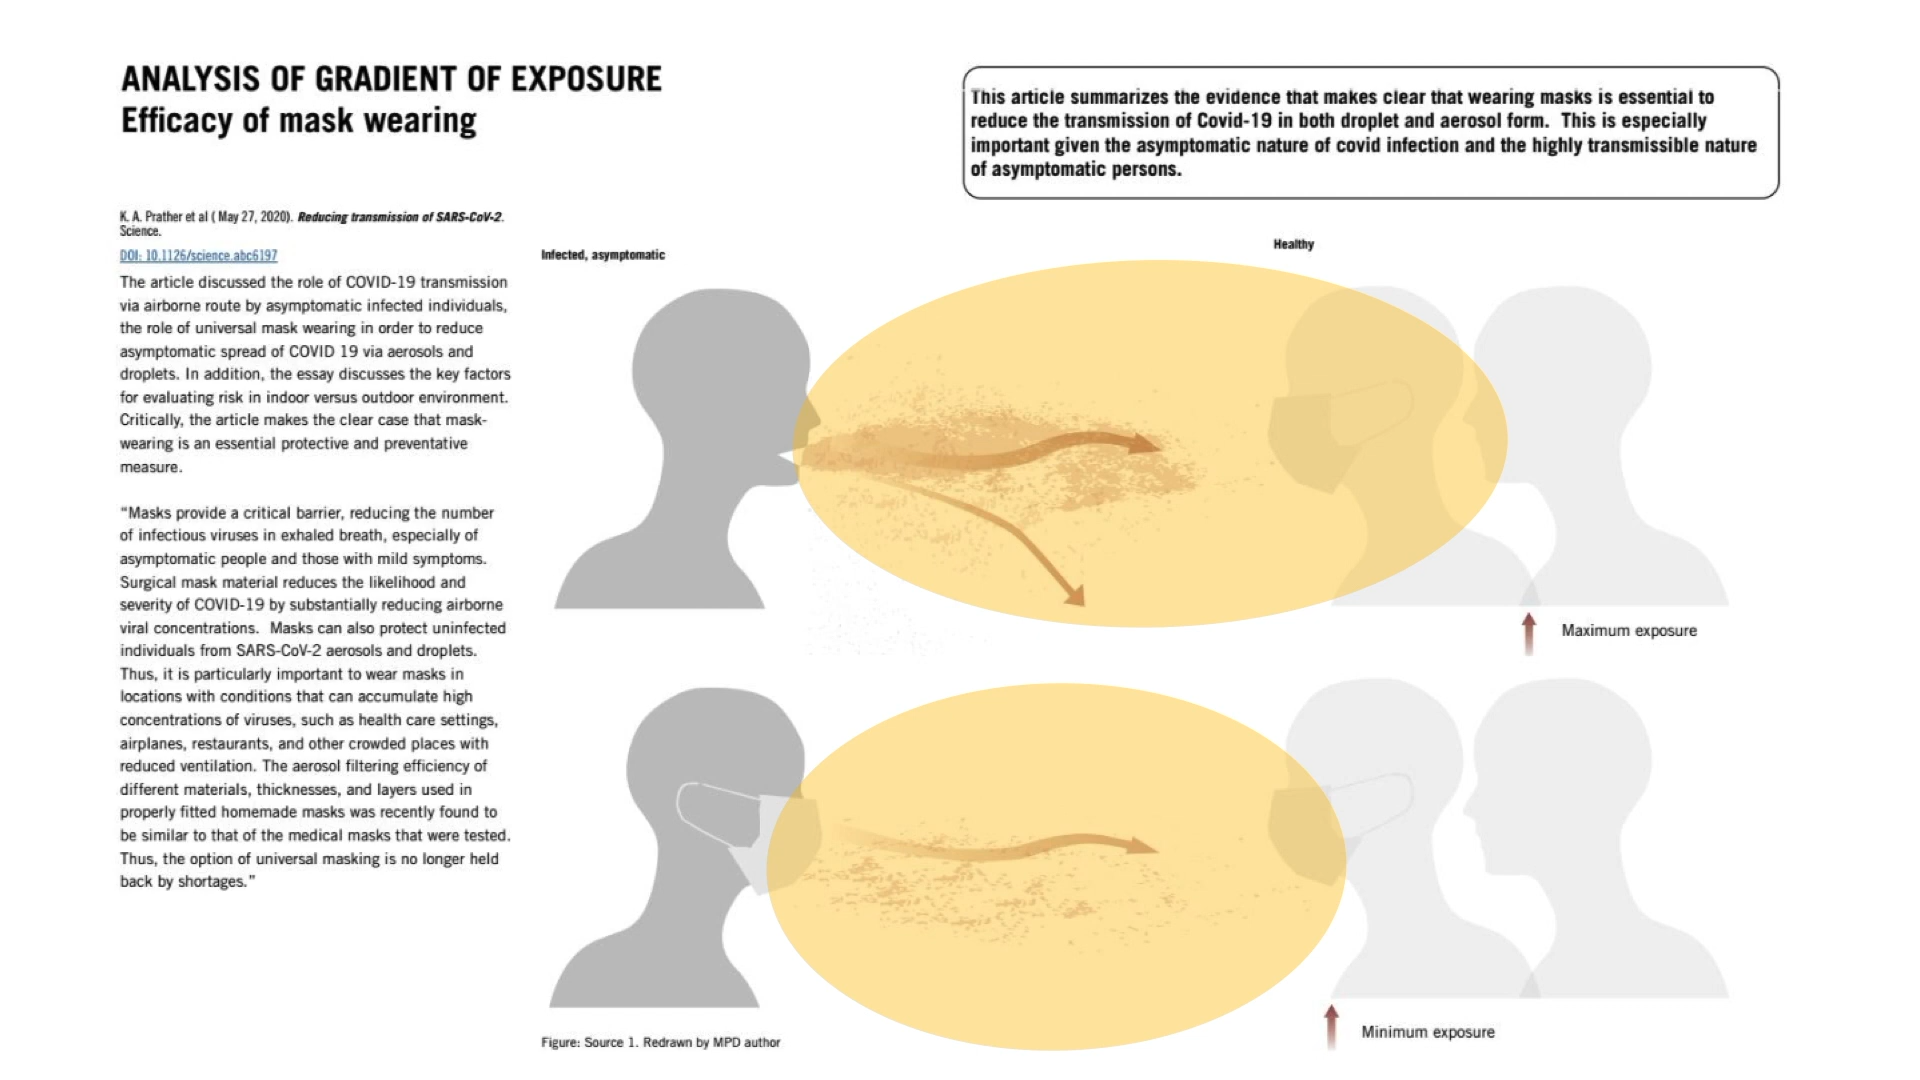 ANALYSIS OF GRADIENT OF EXPOSURE
Efficacy of mask wearing
This article summarizes the evidence that makes clear that wearing masks is essential to
reduce the transmission of Covid-19 in both droplet and aerosol form.  This is especially
important given the asymptomatic nature of covid infection and the highly transmissible nature
of asymptomatic persons.
K. A. Prather et al ( May 27, 2020). Reducing transmission of SARS-CoV-2.
Science.
DOI: 10.1126/science.abc6197
The article discussed the role of COVID-19 transmission
via airborne route by asymptomatic infected individuals,
the role of universal mask wearing in order to reduce
asymptomatic spread of COVID 19 via aerosols and
droplets. In addition, the essay discusses the key factors
for evaluating risk in indoor versus outdoor environment.
Critically, the article makes the clear case that mask-
wearing is an essential protective and preventative
measure.
“Masks provide a critical barrier, reducing the number
of infectious viruses in exhaled breath, especially of
asymptomatic people and those with mild symptoms.
Surgical mask material reduces the likelihood and
severity of COVID-19 by substantially reducing airborne
viral concentrations.  Masks can also protect uninfected
individuals from SARS-CoV-2 aerosols and droplets.
Thus, it is particularly important to wear masks in
locations with conditions that can accumulate high
concentrations of viruses, such as health care settings,
airplanes, restaurants, and other crowded places with
reduced ventilation. The aerosol filtering efficiency of
different materials, thicknesses, and layers used in
properly fitted homemade masks was recently found to
be similar to that of the medical masks that were tested.
Thus, the option of universal masking is no longer held
back by shortages.”
Infected, asymptomatic
Healthy
Maximum exposure
Minimum exposure
Figure: Source 1. Redrawn by MPD author